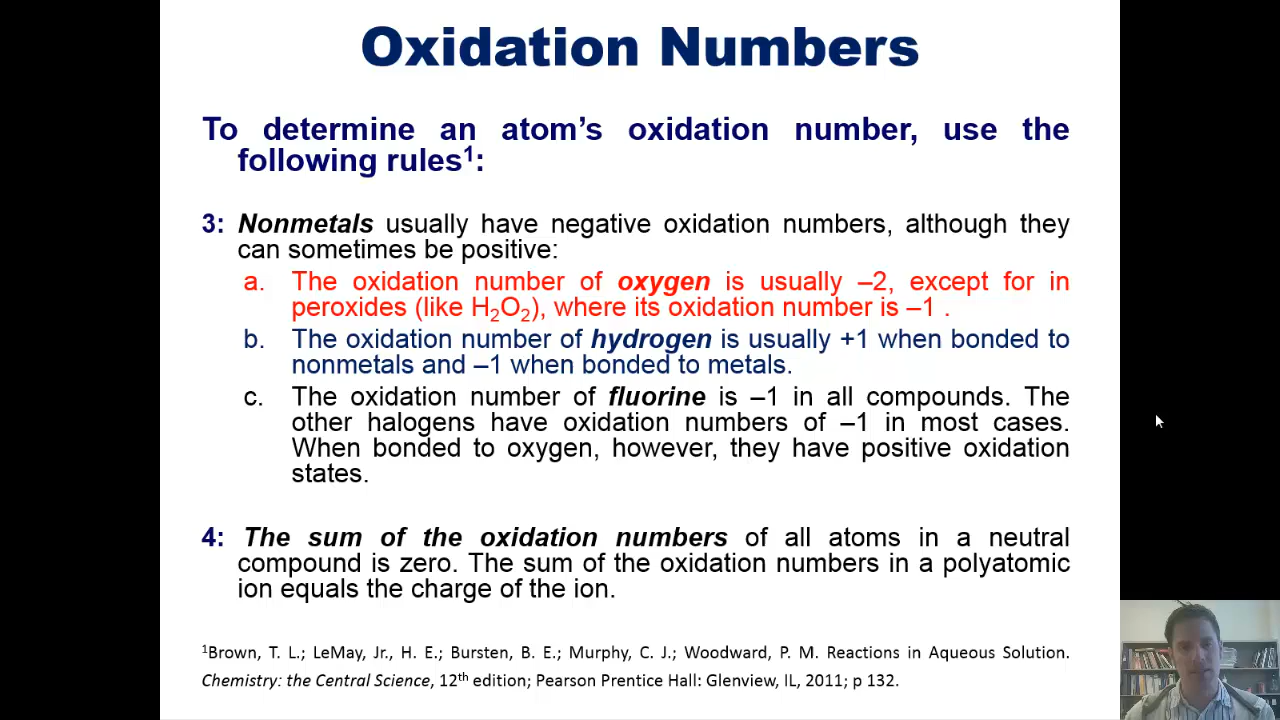 Oxidation Numbers
To determine an atom’s oxidation number, use the
following rules¹:
3: Nonmetals usually have negative oxidation numbers, although they
can sometimes be positive:
a. The oxidation number of oxygen is usually –2, except for in
peroxides (like H₂O₂), where its oxidation number is –1 .
b. The oxidation number of hydrogen is usually +1 when bonded to
nonmetals and –1 when bonded to metals.
c. The oxidation number of fluorine is –1 in all compounds. The
other halogens have oxidation numbers of –1 in most cases.
When bonded to oxygen, however, they have positive oxidation
states.
4: The sum of the oxidation numbers of all atoms in a neutral
compound is zero. The sum of the oxidation numbers in a polyatomic
ion equals the charge of the ion.
¹Brown, T. L.; LeMay, Jr., H. E.; Bursten, B. E.; Murphy, C. J.; Woodward, P. M. Reactions in Aqueous Solution.
Chemistry: the Central Science, 12th edition; Pearson Prentice Hall: Glenview, IL, 2011; p 132.